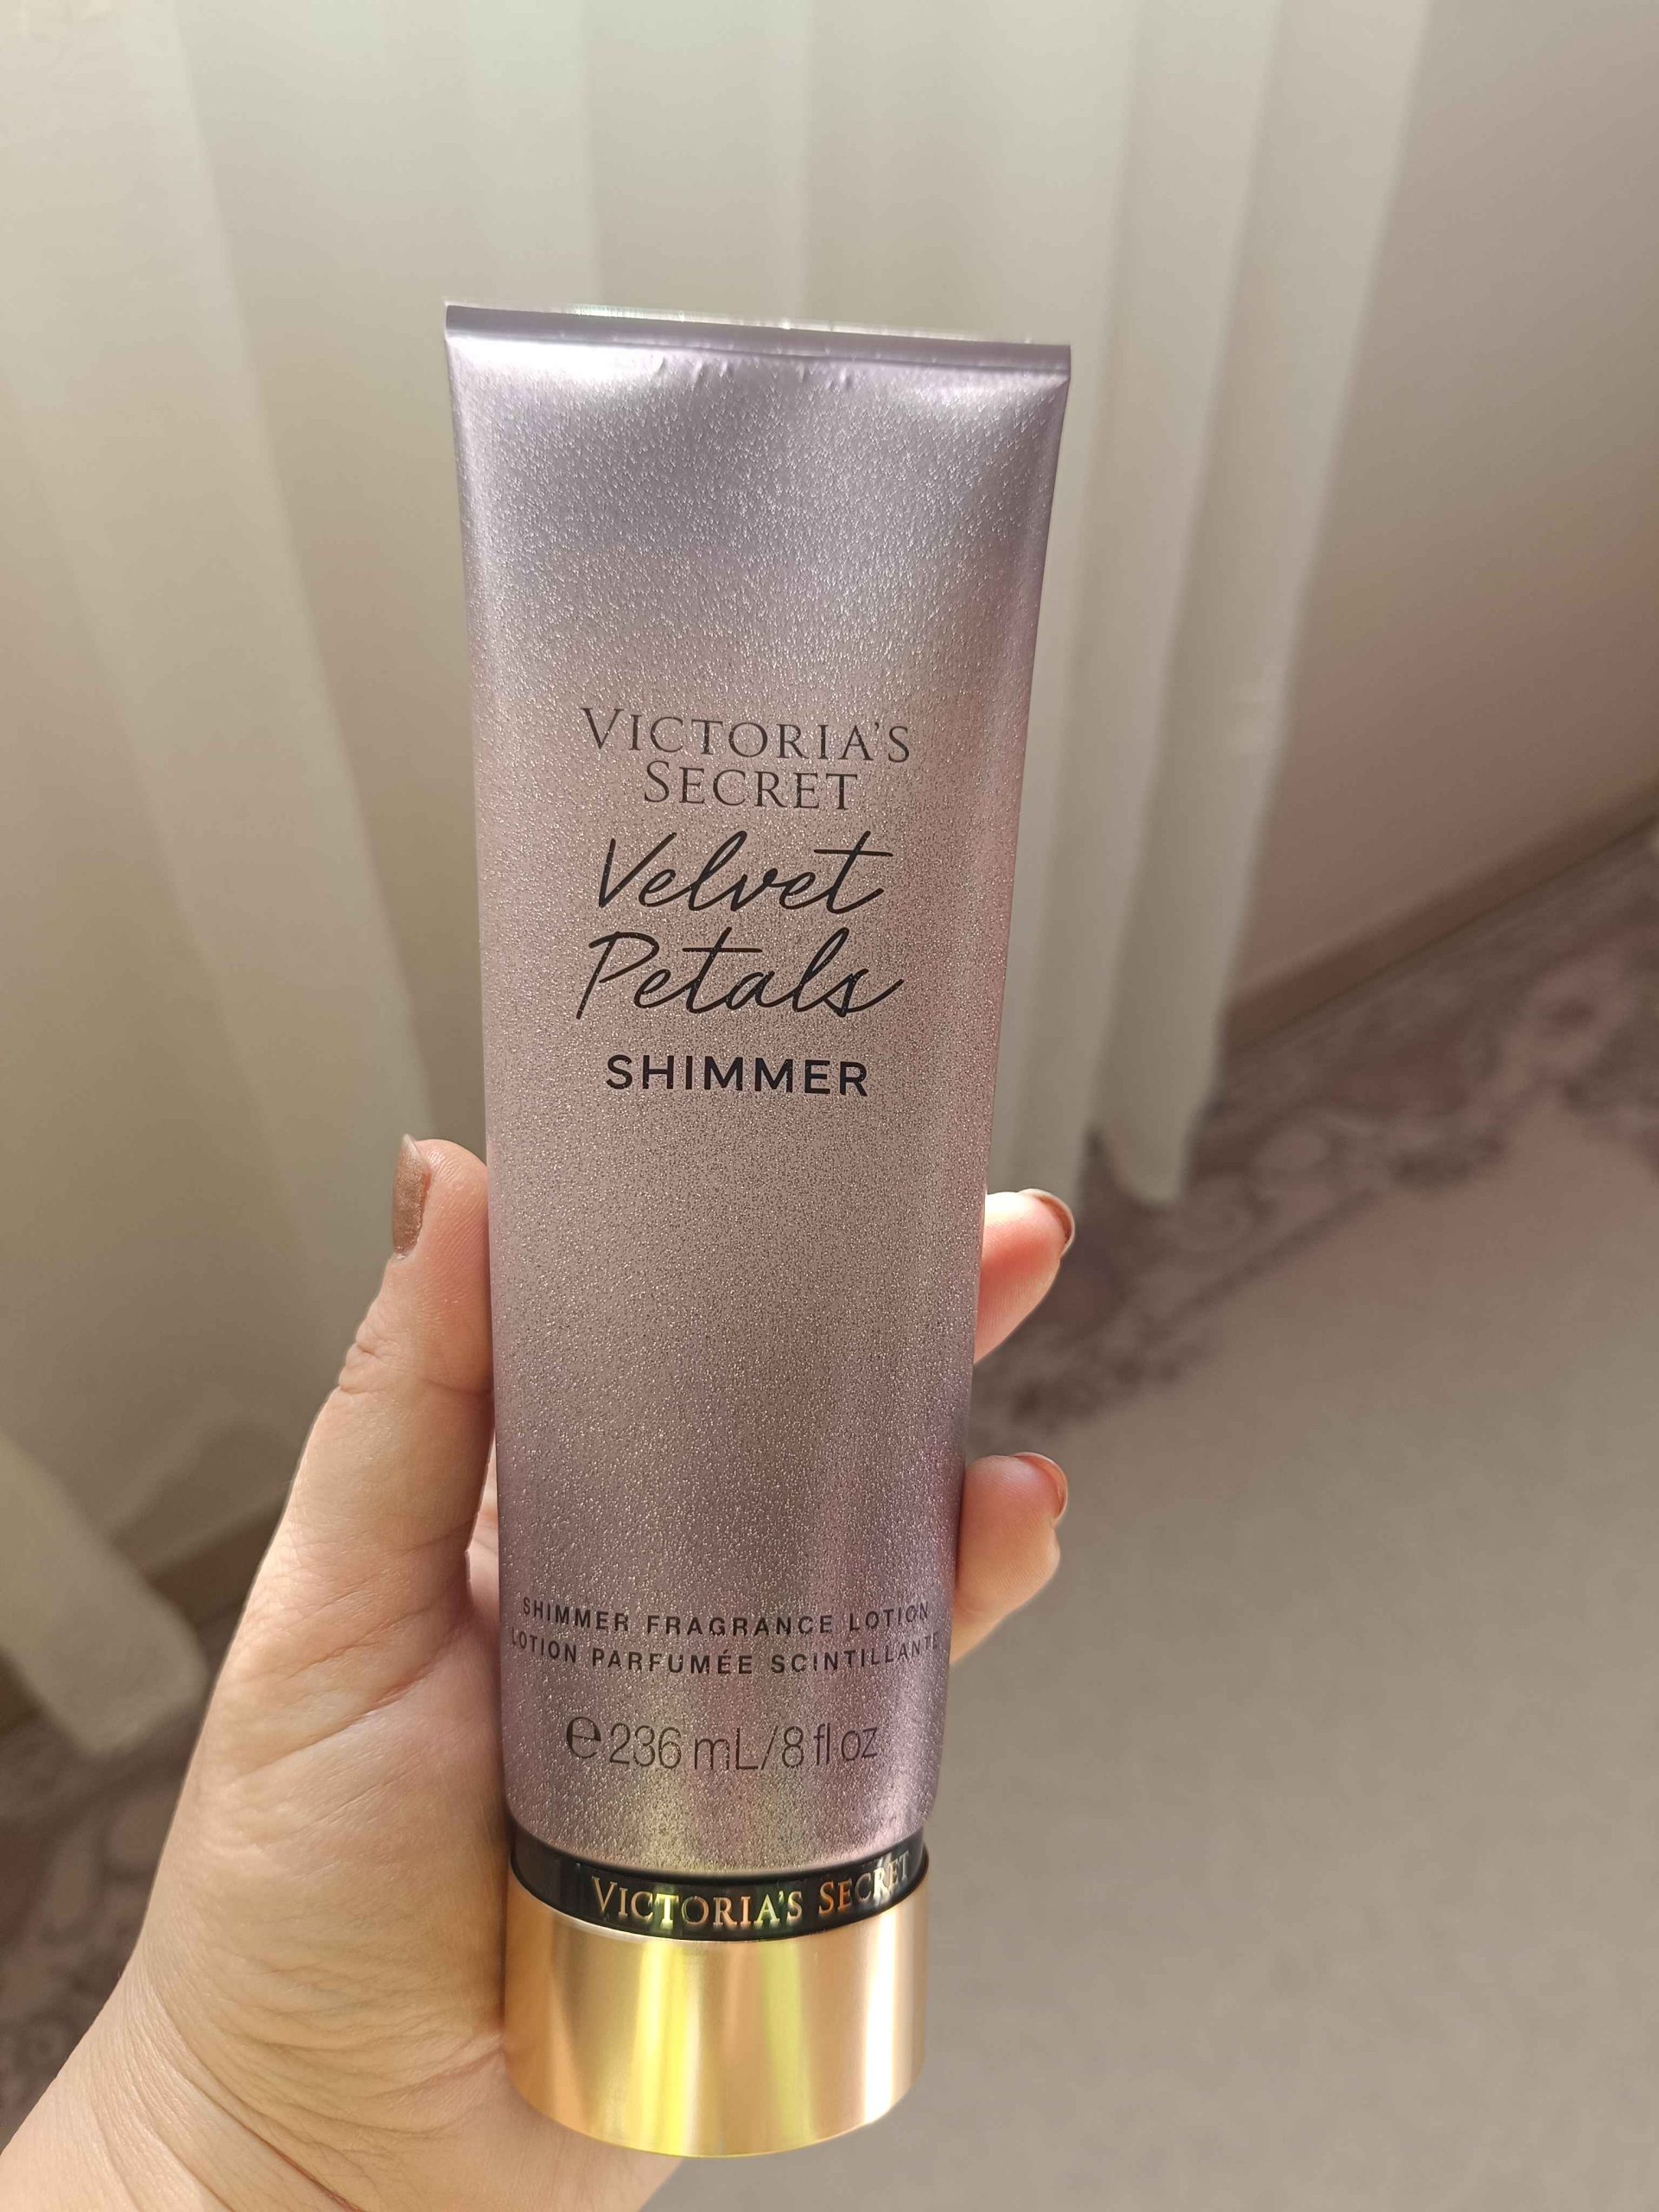 VICTORIA'S
SECRET
Velvet
Petals
SHIMMER
SHIMMER FRAGRANCE LOTION
LOTION PARFUMÉE SCINTILLANTE
℮ 236 mL/8 fl oz
VICTORIA'S SECRET